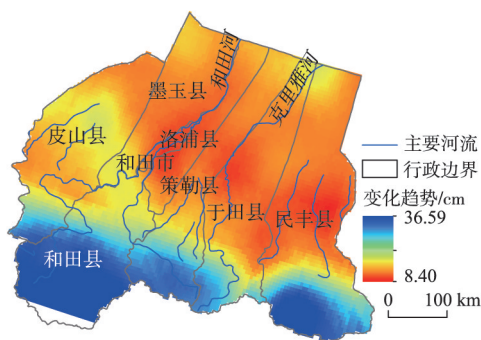 和田河
克里雅河
墨玉县
皮山县
洛浦县
和田市
策勒县
于田县
民丰县
和田县
主要河流
行政边界
变化趋势/cm
36.59
8.40
0 100 km